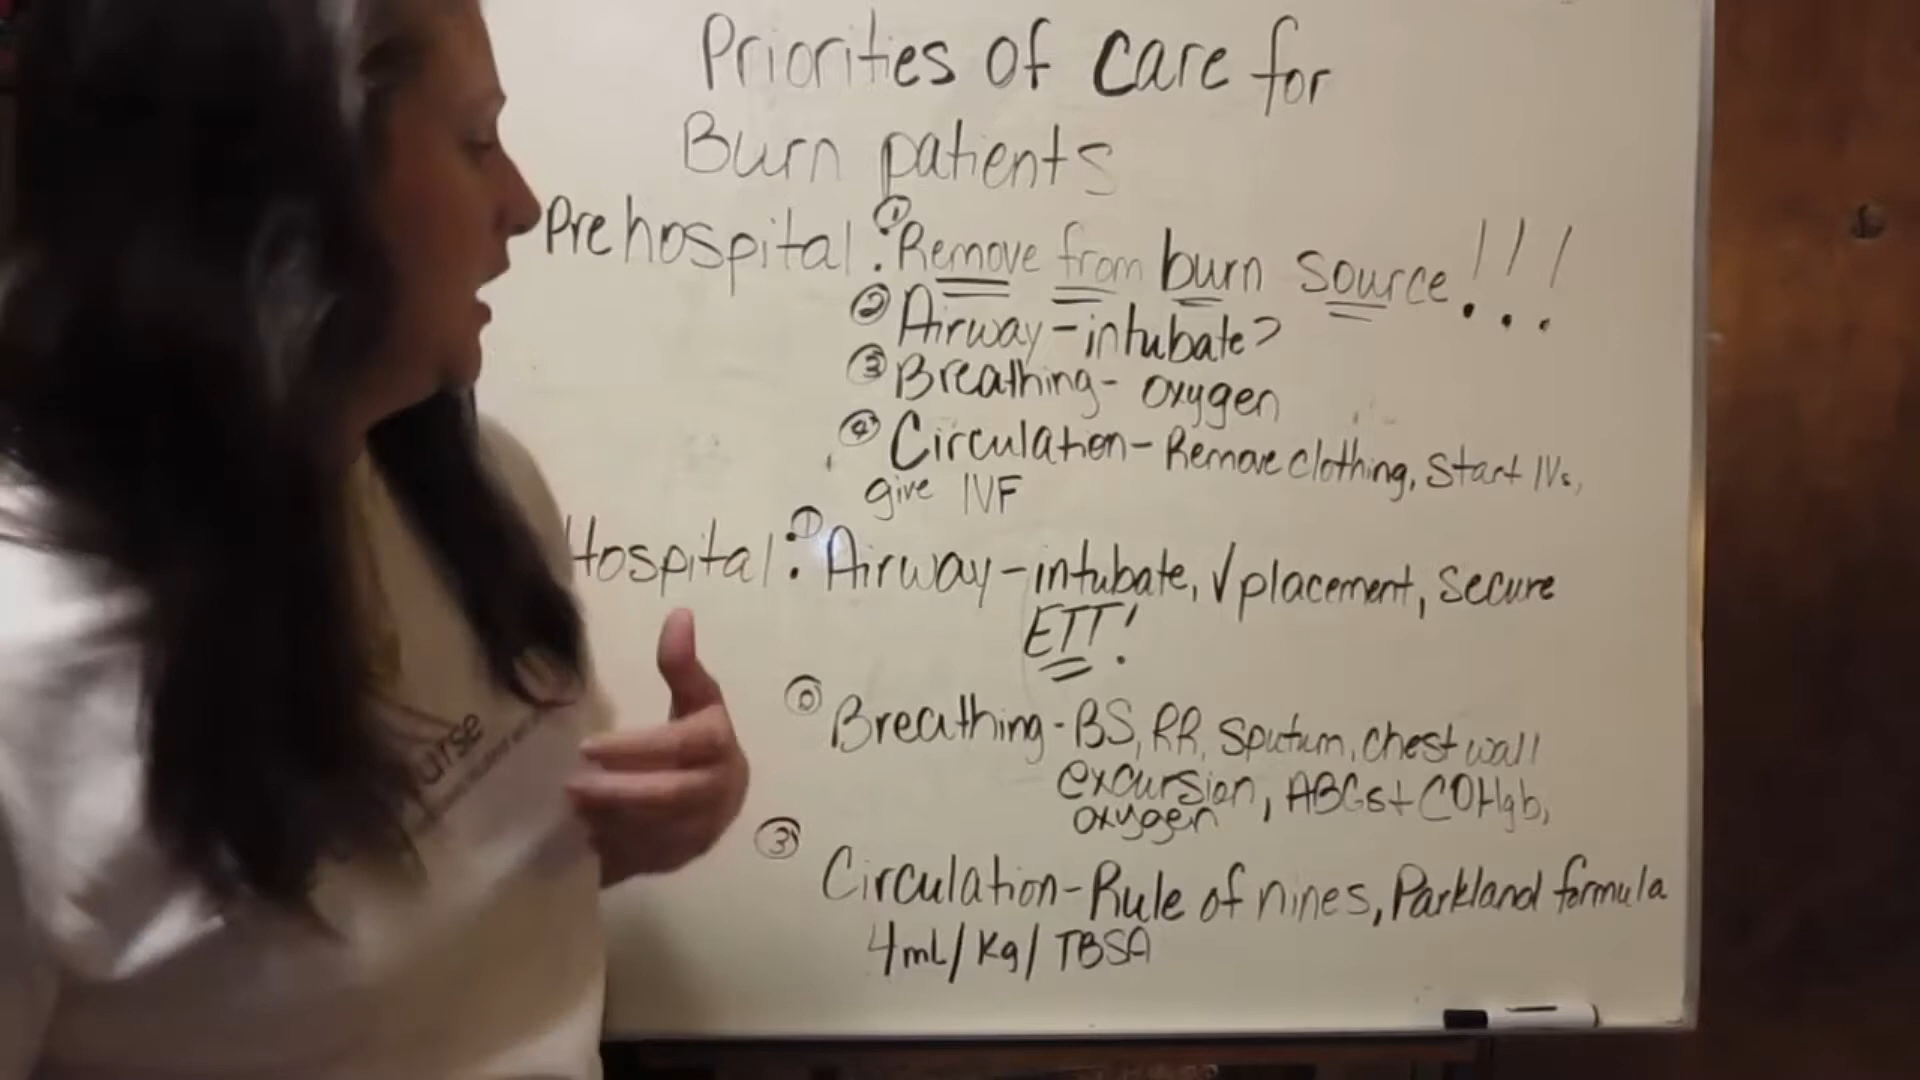 Priorities of care for
Burn patients
Prehospital: ① Remove from burn source!!!
② Airway - intubate?
③ Breathing - oxygen
④ Circulation - Remove clothing, Start IVs,
give IVF
Hospital: ① Airway - intubate, √ placement, secure
ETT!
Breathing - BS, RR, sputum, chest wall
excursion, ABGs + COHgb,
oxygen
③ Circulation - Rule of nines, Parkland formula
4mL/Kg/TBSA
urse